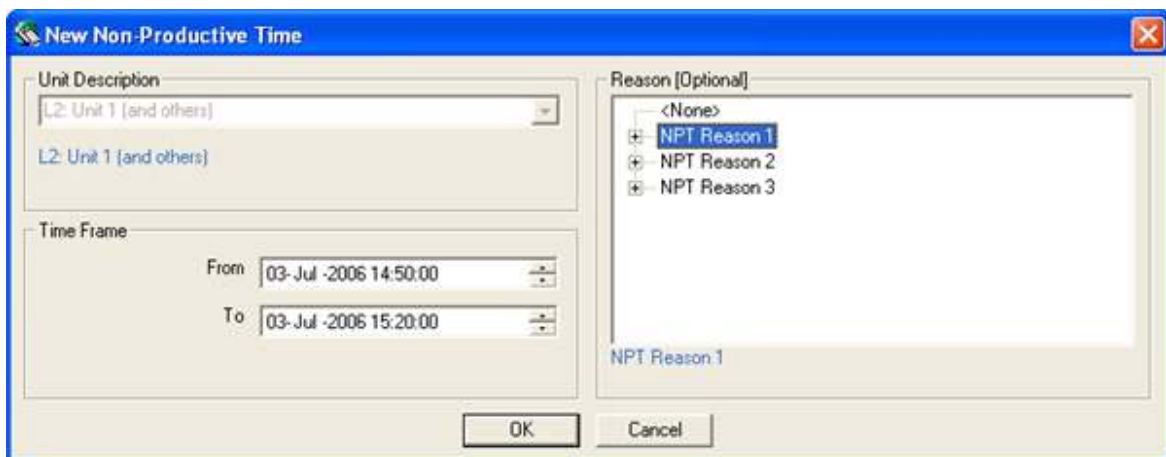 New Non-Productive Time
Unit Description
L2: Unit 1 (and others)
L2: Unit 1 (and others)
Time Frame
From 03-Jul -2006 14:50:00
To 03-Jul -2006 15:20:00
Reason [Optional]
<None>
NPT Reason 1
NPT Reason 2
NPT Reason 3
NPT Reason 1
OK Cancel